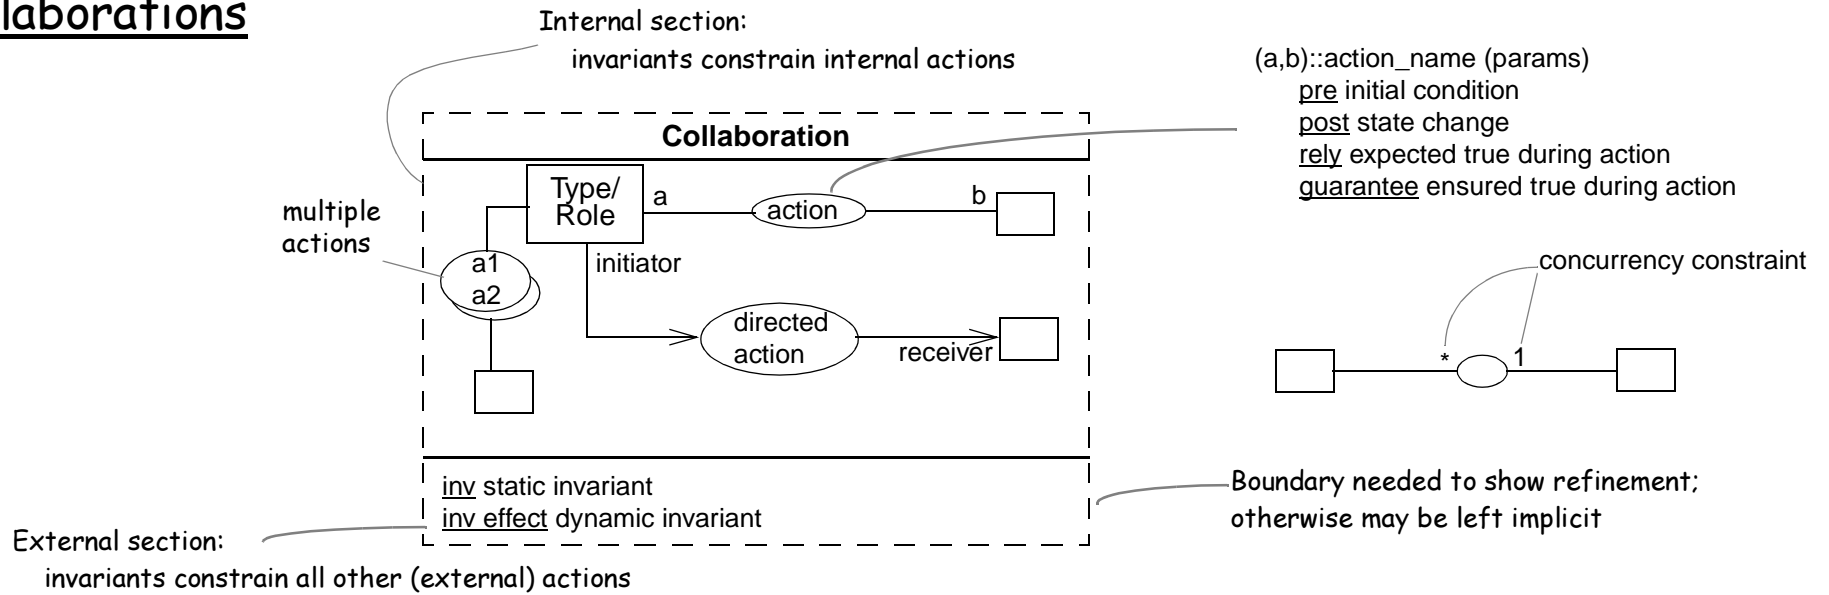 laborations
Internal section:
invariants constrain internal actions
(a,b)::action_name (params)
pre initial condition
post state change
rely expected true during action
guarantee ensured true during action
Collaboration
Type/
Role
a
action
b
multiple
actions
a1
a2
initiator
directed
action
receiver
concurrency constraint
*
1
inv static invariant
inv effect dynamic invariant
Boundary needed to show refinement;
otherwise may be left implicit
External section:
invariants constrain all other (external) actions